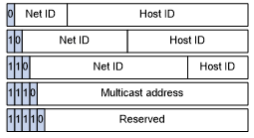 0 Net ID Host ID
1 0 Net ID Host ID
1 1 0 Net ID Host ID
1 1 1 0 Multicast address
1 1 1 1 0 Reserved